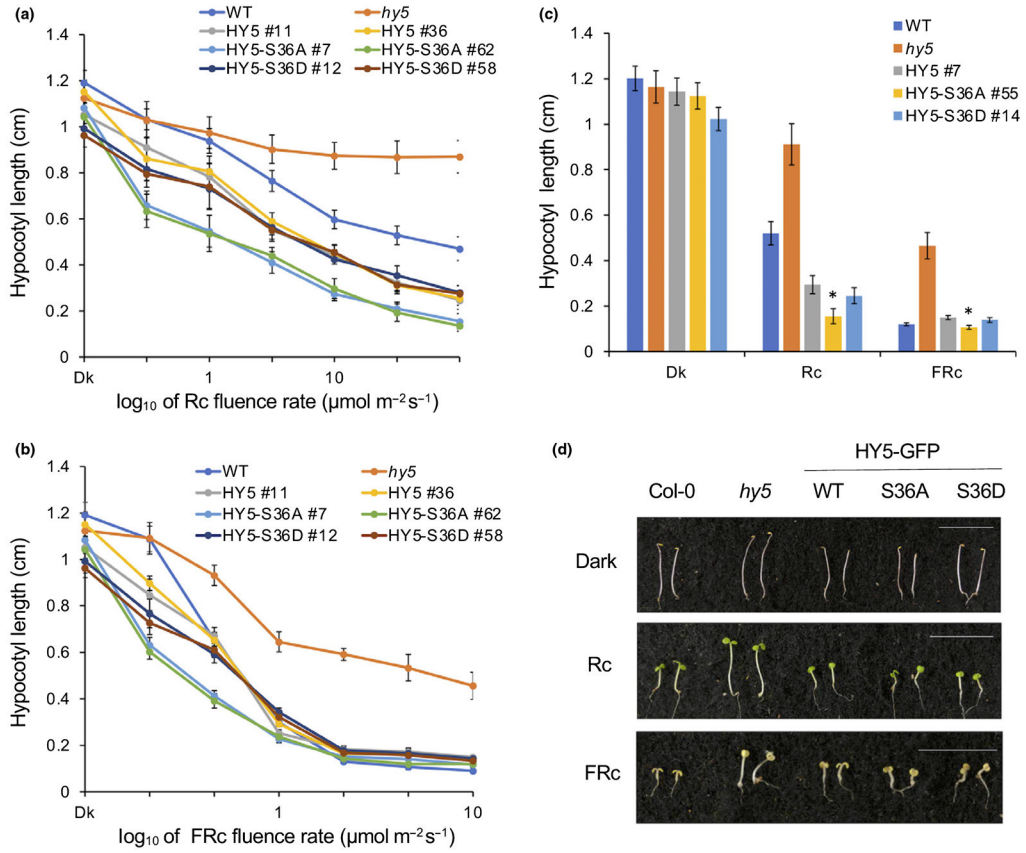 (a)
WT
hy5
HY5 #11
HY5 #36
HY5-S36A #7
HY5-S36A #62
HY5-S36D #12
HY5-S36D #58
Hypocotyl length (cm)
1.4
1.2
1
0.8
0.6
0.4
0.2
0
Dk
1
10
log₁₀ of Rc fluence rate (µmol m⁻² s⁻¹)
(b)
WT
hy5
HY5 #11
HY5 #36
HY5-S36A #7
HY5-S36A #62
HY5-S36D #12
HY5-S36D #58
Hypocotyl length (cm)
1.4
1.2
1
0.8
0.6
0.4
0.2
0
Dk
1
10
log₁₀ of FRc fluence rate (µmol m⁻² s⁻¹)
(c)
WT
hy5
HY5 #7
HY5-S36A #55
HY5-S36D #14
Hypocotyl length (cm)
1.4
1.2
1
0.8
0.6
0.4
0.2
0
*
*
Dk
Rc
FRc
(d)
HY5-GFP
Col-0
hy5
WT
S36A
S36D
Dark
Rc
FRc